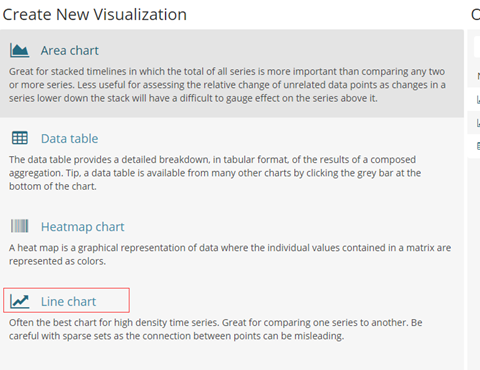 Create New Visualization
Area chart
Great for stacked timelines in which the total of all series is more important than comparing any two
or more series. Less useful for assessing the relative change of unrelated data points as changes in a
series lower down the stack will have a difficult to gauge effect on the series above it.
Data table
The data table provides a detailed breakdown, in tabular format, of the results of a composed
aggregation. Tip, a data table is available from many other charts by clicking the grey bar at the
bottom of the chart.
Heatmap chart
A heat map is a graphical representation of data where the individual values contained in a matrix are
represented as colors.
Line chart
Often the best chart for high density time series. Great for comparing one series to another. Be
careful with sparse sets as the connection between points can be misleading.